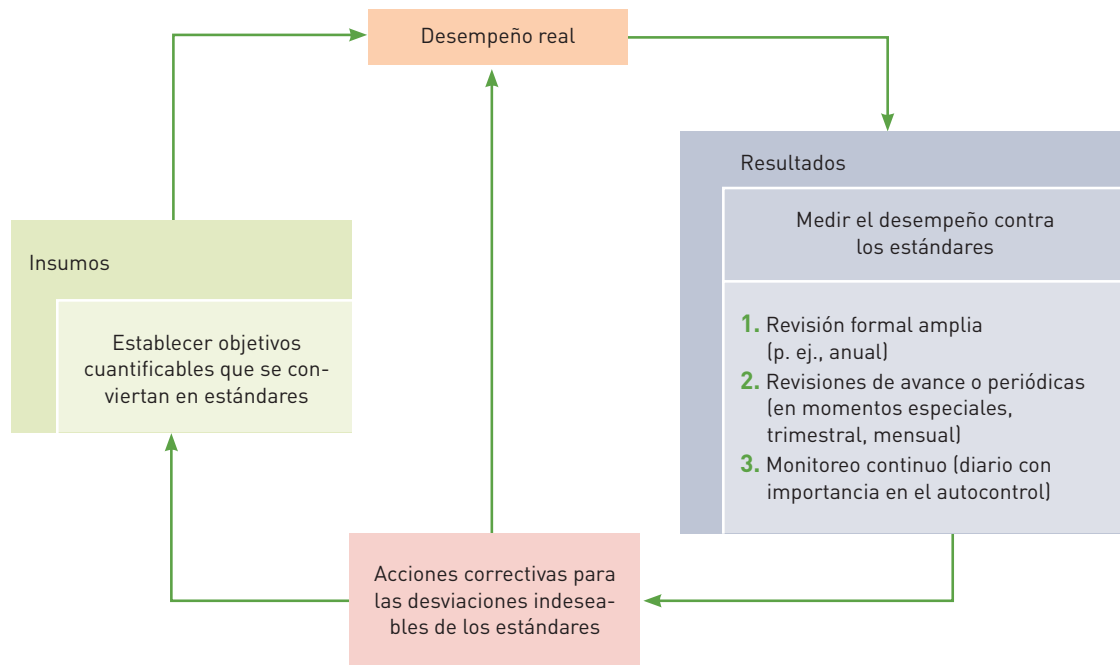 Desempeño real
Insumos
Establecer objetivos
cuantificables que se con-
viertan en estándares
Resultados
Medir el desempeño contra
los estándares
1. Revisión formal amplia
(p. ej., anual)
2. Revisiones de avance o periódicas
(en momentos especiales,
trimestral, mensual)
3. Monitoreo continuo (diario con
importancia en el autocontrol)
Acciones correctivas para
las desviaciones indesea-
bles de los estándares